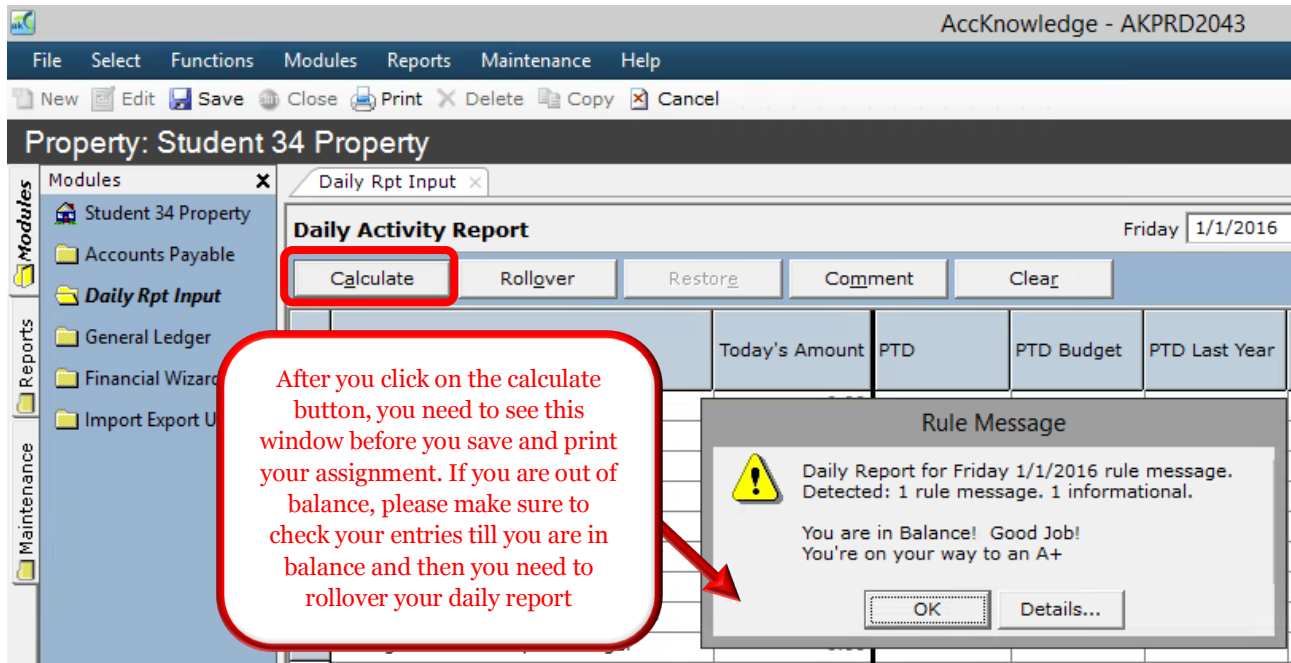 AccKnowledge - AKPRD2043
File Select Functions Modules Reports Maintenance Help
New Edit Save Close Print Delete Copy Cancel
Property: Student 34 Property
Modules
Reports
Maintenance
Modules
Student 34 Property
Accounts Payable
Daily Rpt Input
General Ledger
Financial Wizard
Import Export U
Daily Rpt Input
Daily Activity Report Friday 1/1/2016
Calculate Rollover Restore Comment Clear
Today's Amount PTD PTD Budget PTD Last Year
After you click on the calculate
button, you need to see this
window before you save and print
your assignment. If you are out of
balance, please make sure to
check your entries till you are in
balance and then you need to
rollover your daily report
Rule Message
Daily Report for Friday 1/1/2016 rule message.
Detected: 1 rule message. 1 informational.
You are in Balance! Good Job!
You're on your way to an A+
OK Details...